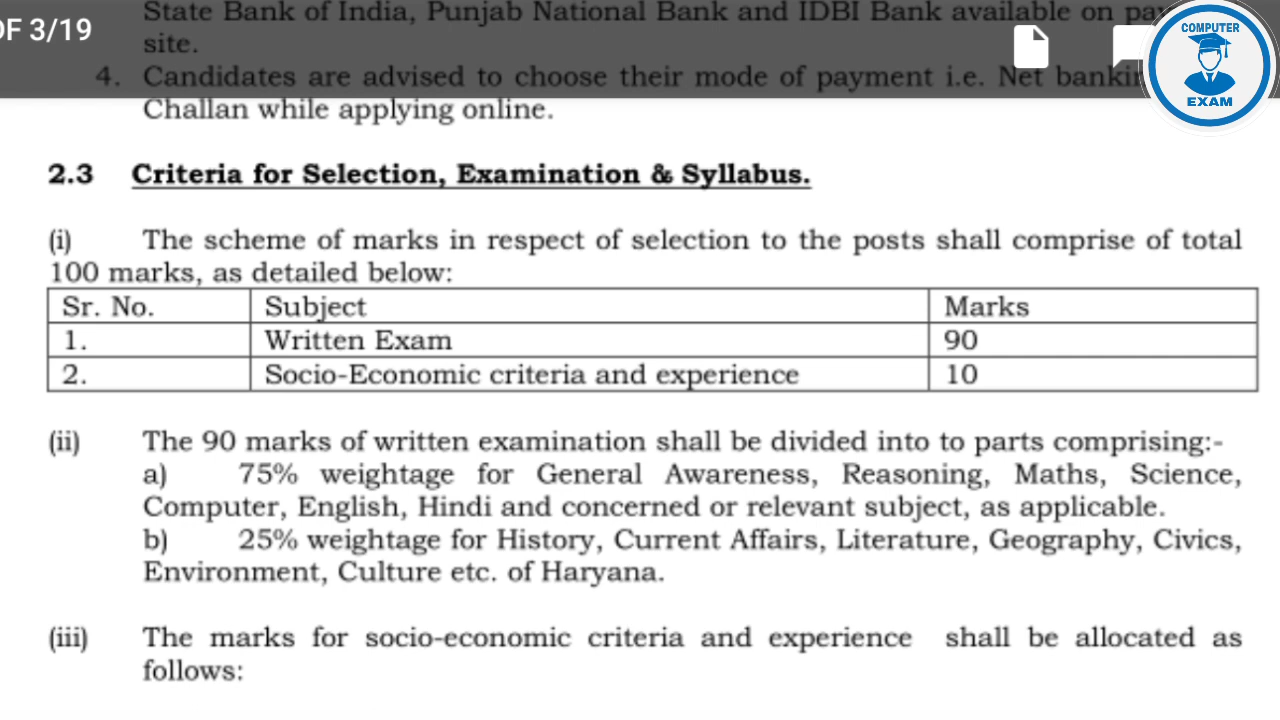 State Bank of India, Punjab National Bank and IDBI Bank available on
DF 3/19
site.
COMPUTER
EXAM
4. Candidates are advised to choose their mode of payment i.e. Net
Challan while applying online.
2.3 Criteria for Selection, Examination & Syllabus.
(i) The scheme of marks in respect of selection to the posts shall comprise of total
100 marks, as detailed below:
Sr. No. Subject Marks
1. Written Exam 90
2. Socio-Economic criteria and experience 10
(ii) The 90 marks of written examination shall be divided into to parts comprising:-
a) 75% weightage for General Awareness, Reasoning, Maths, Science,
Computer, English, Hindi and concerned or relevant subject, as applicable.
b) 25% weightage for History, Current Affairs, Literature, Geography, Civics,
Environment, Culture etc. of Haryana.
(iii) The marks for socio-economic criteria and experience shall be allocated as
follows: